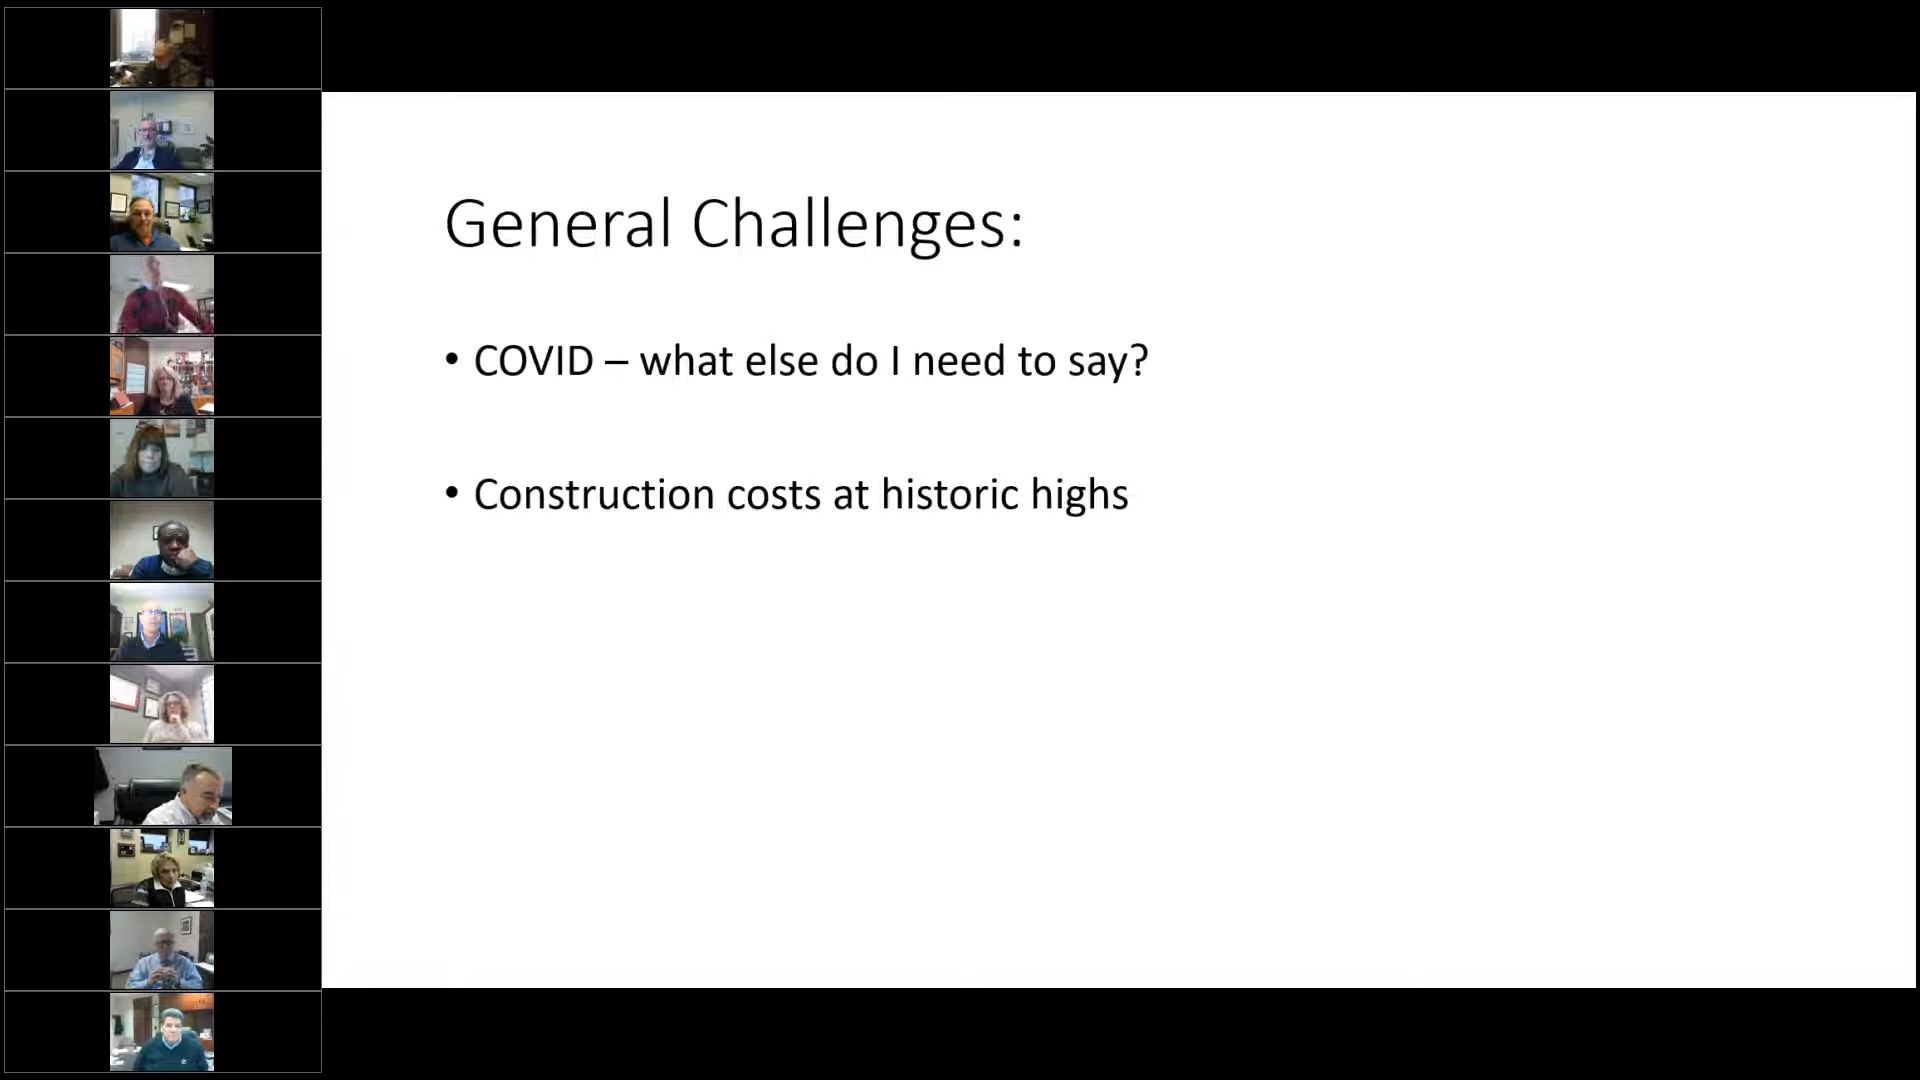 General Challenges:
• COVID – what else do I need to say?
• Construction costs at historic highs